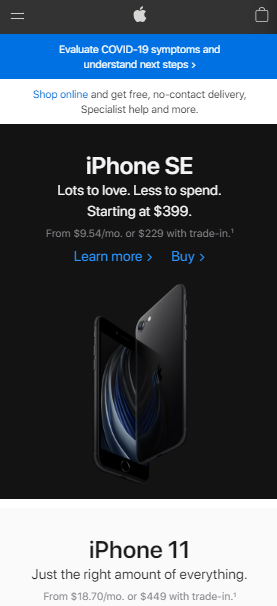 Evaluate COVID-19 symptoms and
understand next steps >
Shop online and get free, no-contact delivery,
Specialist help and more.
iPhone SE
Lots to love. Less to spend.
Starting at $399.
From $9.54/mo. or $229 with trade-in.¹
Learn more > Buy >
iPhone 11
Just the right amount of everything.
From $18.70/mo. or $449 with trade-in.¹